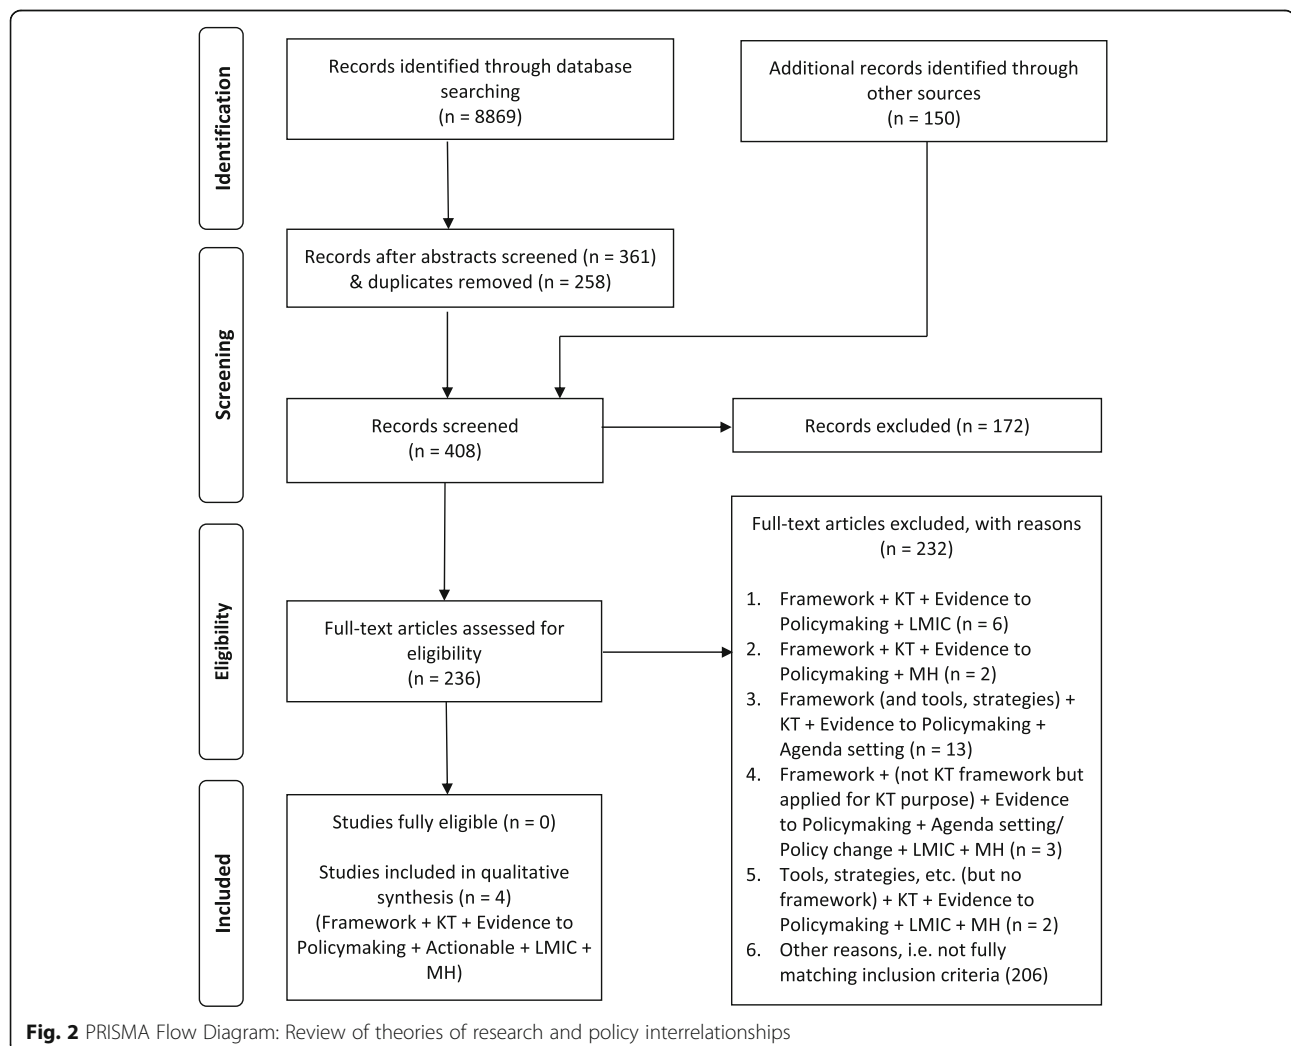 Identification
Records identified through database
searching
(n = 8869)
Additional records identified through
other sources
(n = 150)
Screening
Records after abstracts screened (n = 361)
& duplicates removed (n = 258)
Records screened
(n = 408)
Records excluded (n = 172)
Eligibility
Full-text articles assessed for
eligibility
(n = 236)
Full-text articles excluded, with reasons
(n = 232)
1. Framework + KT + Evidence to
Policymaking + LMIC (n = 6)
2. Framework + KT + Evidence to
Policymaking + MH (n = 2)
3. Framework (and tools, strategies) +
KT + Evidence to Policymaking +
Agenda setting (n = 13)
4. Framework + (not KT framework but
applied for KT purpose) + Evidence
to Policymaking + Agenda setting/
Policy change + LMIC + MH (n = 3)
5. Tools, strategies, etc. (but no
framework) + KT + Evidence to
Policymaking + LMIC + MH (n = 2)
6. Other reasons, i.e. not fully
matching inclusion criteria (206)
Included
Studies fully eligible (n = 0)
Studies included in qualitative
synthesis (n = 4)
(Framework + KT + Evidence to
Policymaking + Actionable + LMIC +
MH)
Fig. 2 PRISMA Flow Diagram: Review of theories of research and policy interrelationships